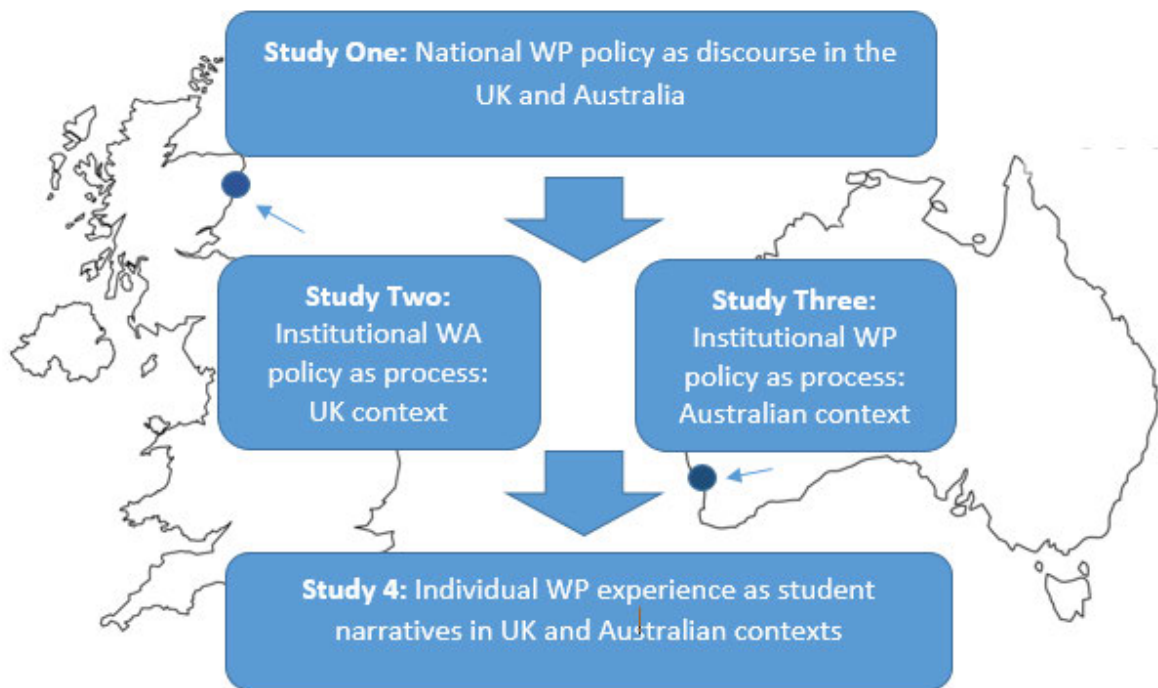 Study One: National WP policy as discourse in the
UK and Australia
Study Two:
Institutional WA
policy as process:
UK context
Study Three:
Institutional WP
policy as process:
Australian context
Study 4: Individual WP experience as student
narratives in UK and Australian contexts